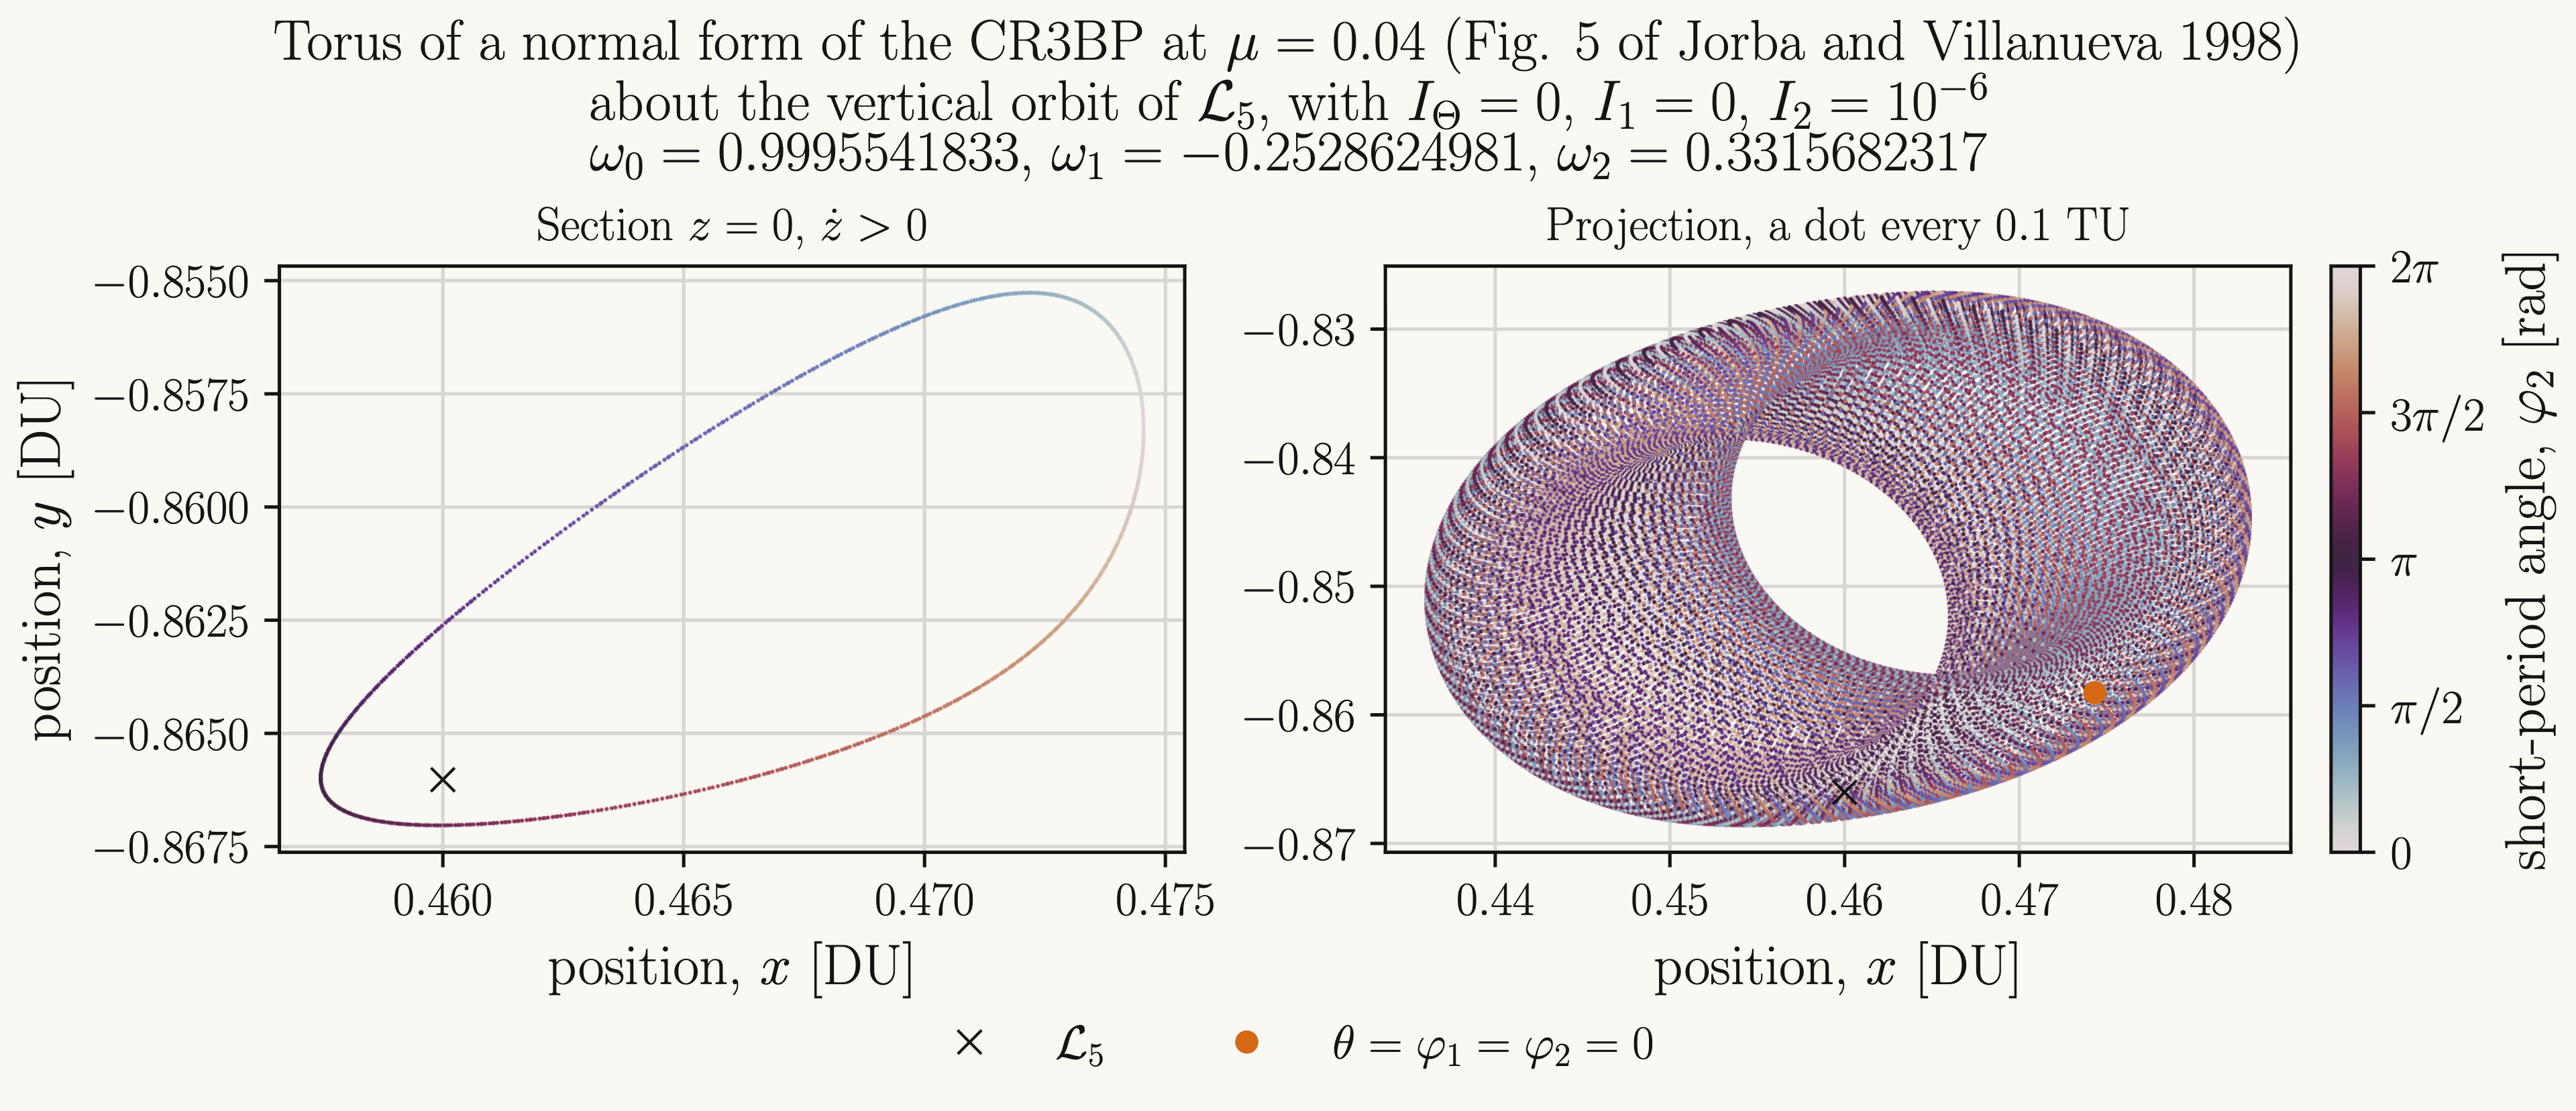 Torus of a normal form of the CR3BP at μ = 0.04 (Fig. 5 of Jorba and Villanueva 1998)
about the vertical orbit of ℒ₅, with I_Θ = 0, I₁ = 0, I₂ = 10⁻⁶
ω₀ = 0.9995541833, ω₁ = −0.2528624981, ω₂ = 0.3315682317
Section z = 0, ż > 0
−0.8550
−0.8575
−0.8600
−0.8625
−0.8650
−0.8675
position, y [DU]
0.460 0.465 0.470 0.475
position, x [DU]
Projection, a dot every 0.1 TU
−0.83
−0.84
−0.85
−0.86
−0.87
0.44 0.45 0.46 0.47 0.48
position, x [DU]
2π
3π/2
π
π/2
0
short-period angle, φ₂ [rad]
ℒ₅
θ = φ₁ = φ₂ = 0